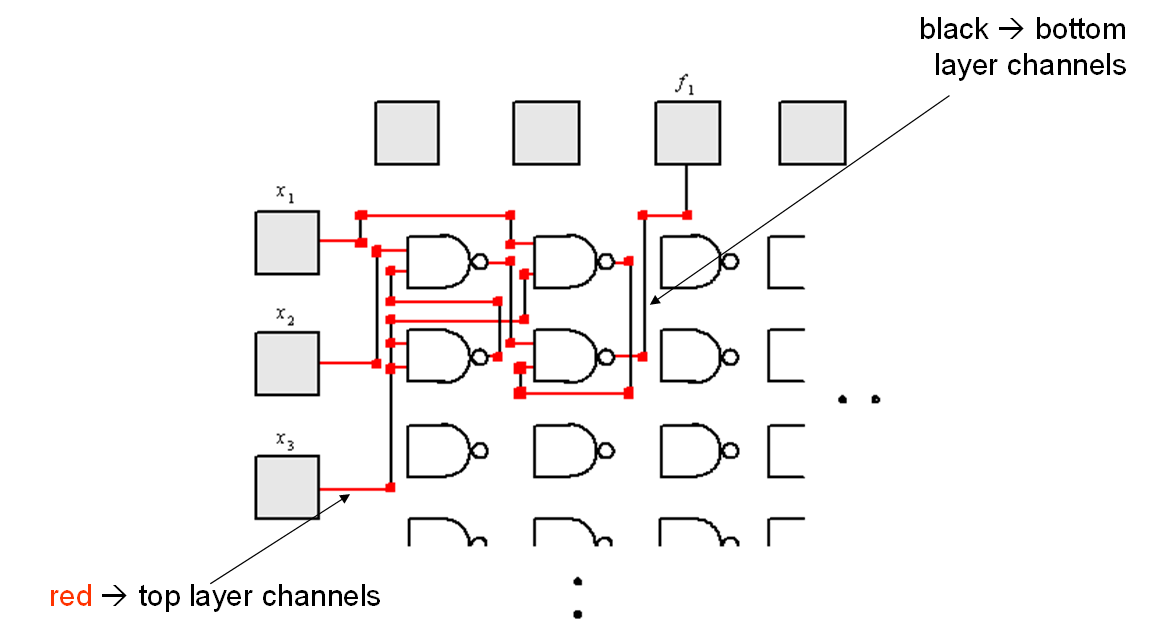 black → bottom
layer channels
f1
x1
x2
x3
red → top layer channels